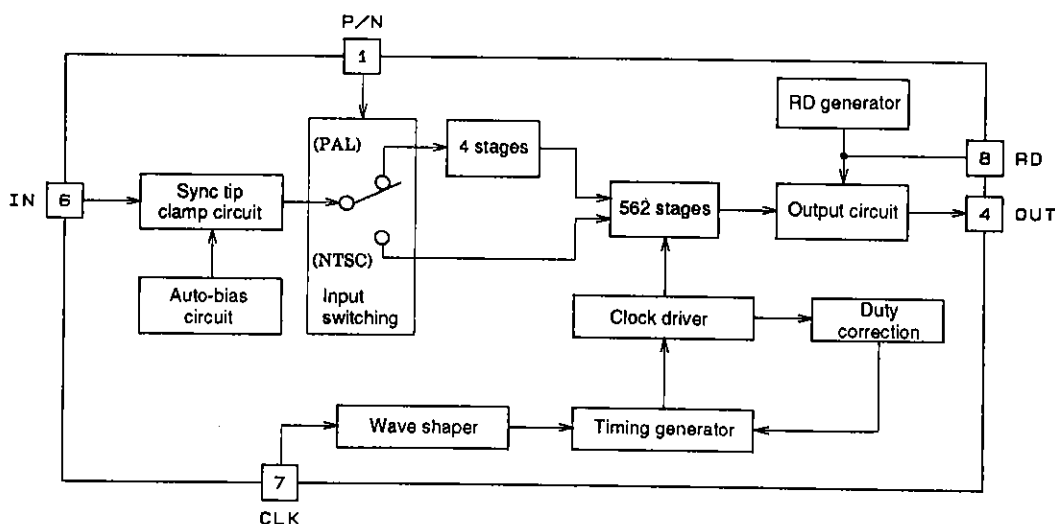 P/N
1
RD generator
(PAL)
4 stages
8 RD
IN 6
Sync tip
clamp circuit
562 stages
Output circuit
4 OUT
(NTSC)
Auto-bias
circuit
Input
switching
Clock driver
Duty
correction
Wave shaper
Timing generator
7
CLK